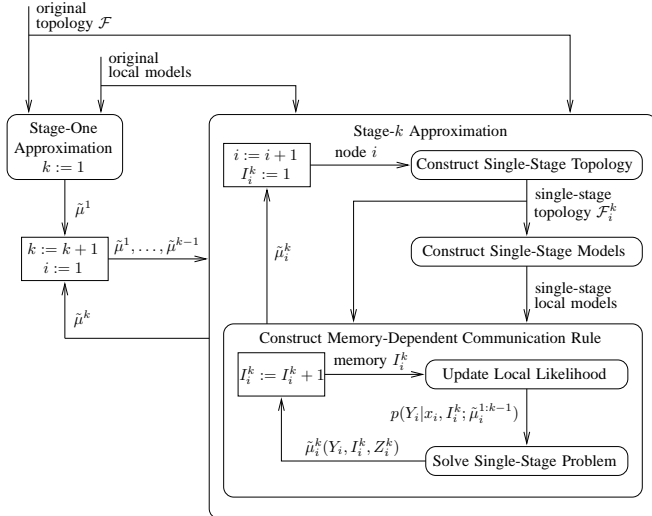 original
topology $\mathcal{F}$
original
local models
Stage-One
Approximation
$k := 1$
$\tilde{\mu}^1$
$k := k + 1$
$i := 1$
$\tilde{\mu}^1, \ldots, \tilde{\mu}^{k-1}$
$\tilde{\mu}^k$
Stage-$k$ Approximation
$i := i + 1$
$I_i^k := 1$
node $i$
Construct Single-Stage Topology
single-stage
topology $\mathcal{F}_i^k$
Construct Single-Stage Models
$\tilde{\mu}_i^k$
single-stage
local models
Construct Memory-Dependent Communication Rule
$I_i^k := I_i^k + 1$
memory $I_i^k$
Update Local Likelihood
$p(Y_i|x_i, I_i^k; \tilde{\mu}_i^{1:k-1})$
$\tilde{\mu}_i^k(Y_i, I_i^k, Z_i^k)$
Solve Single-Stage Problem